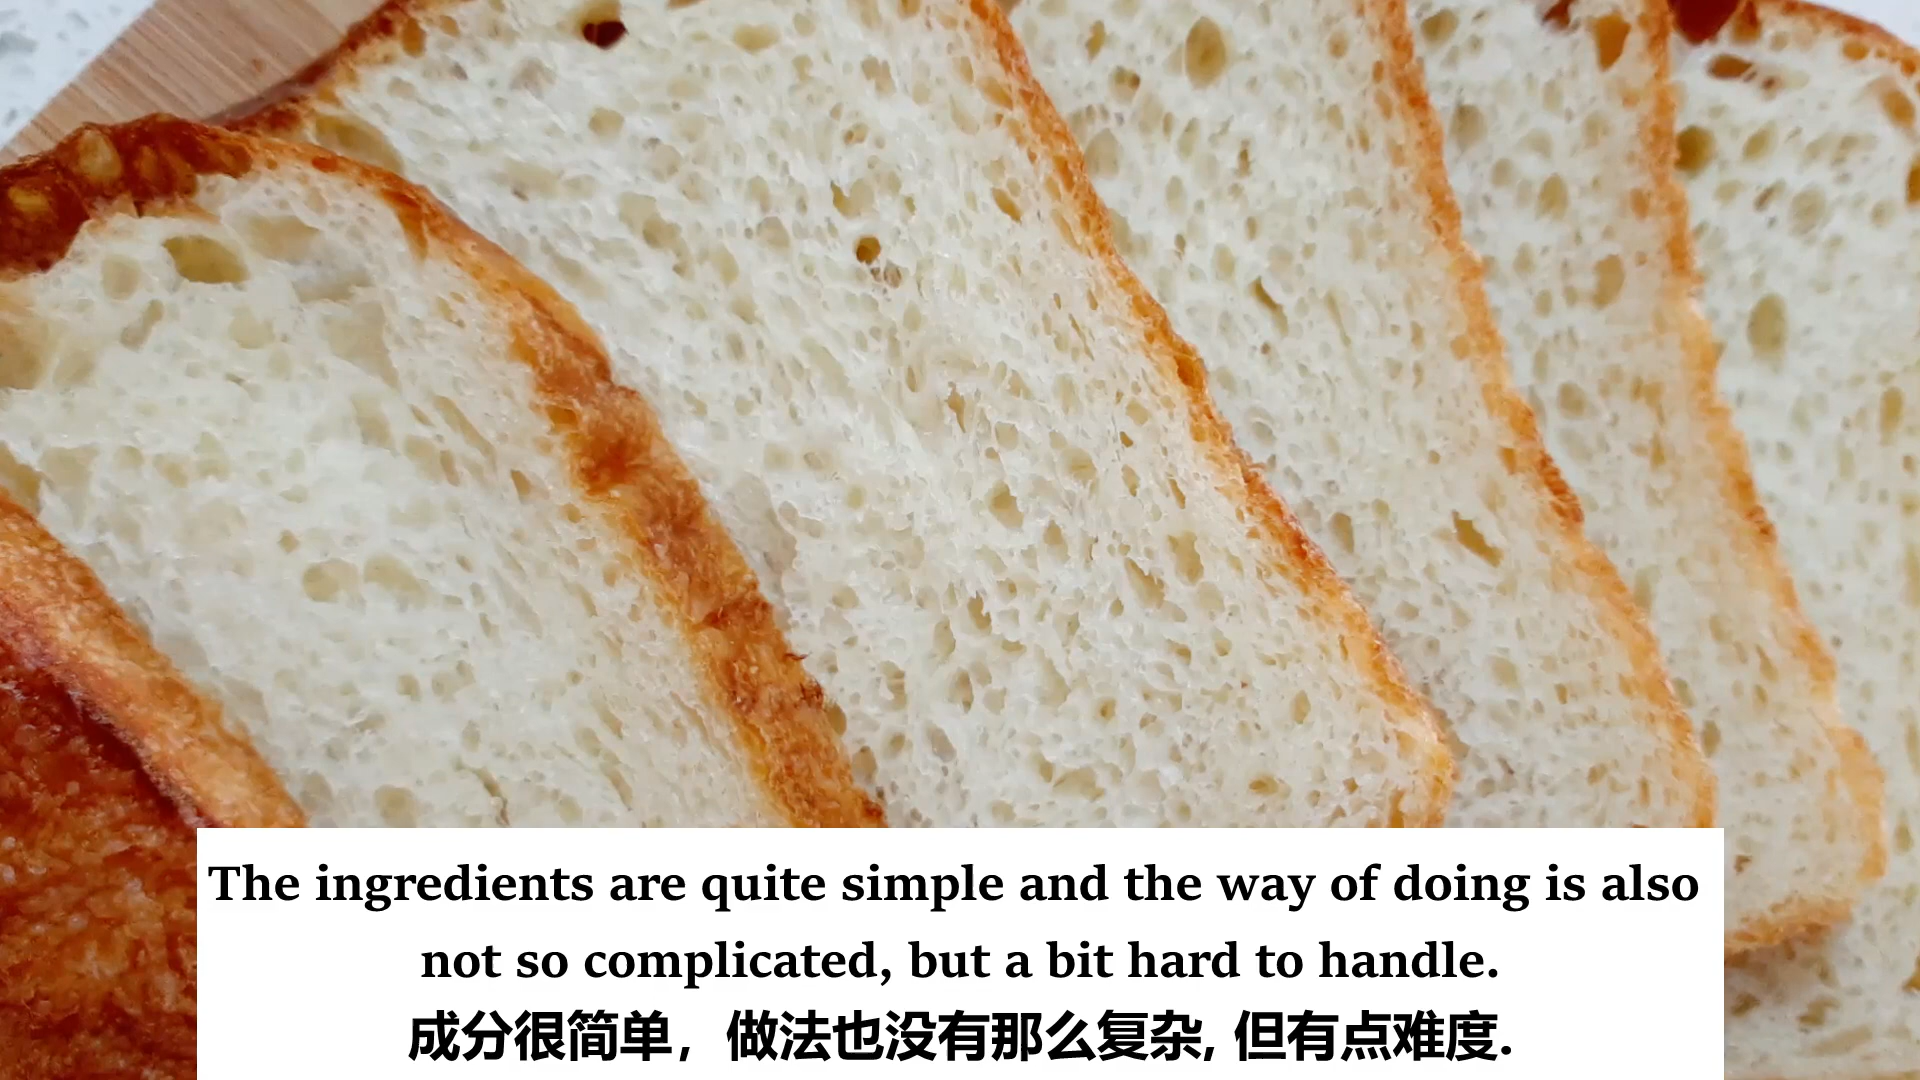 The ingredients are quite simple and the way of doing is also
not so complicated, but a bit hard to handle.
成分很简单，做法也没有那么复杂, 但有点难度.